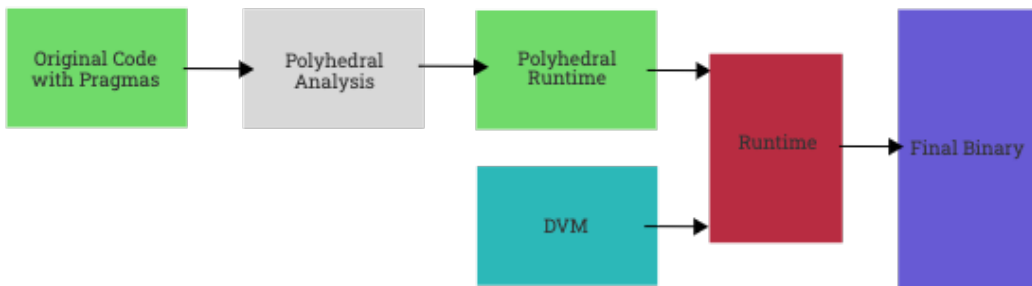 Original Code
with Pragmas
Polyhedral
Analysis
Polyhedral
Runtime
DVM
Runtime
Final Binary